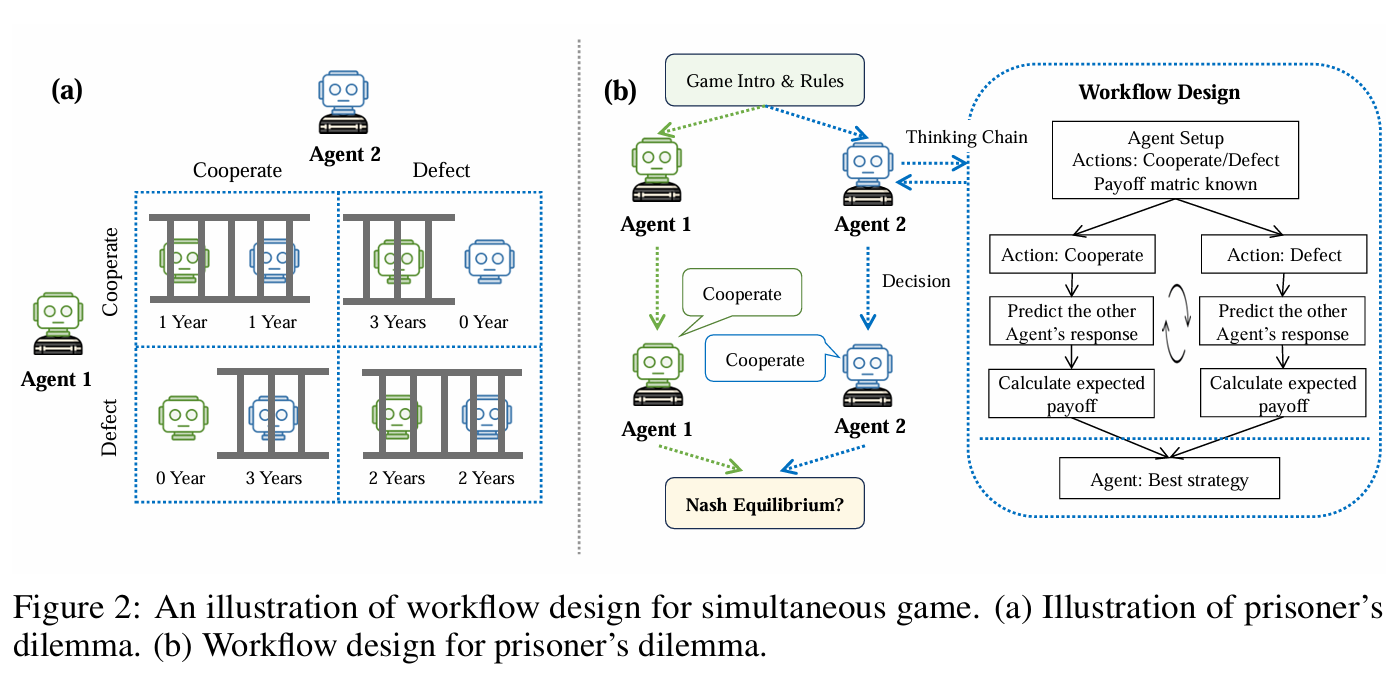 (a)
Agent 2
Cooperate
Defect
Cooperate
1 Year
1 Year
3 Years
0 Year
Agent 1
Defect
0 Year
3 Years
2 Years
2 Years
(b)
Game Intro & Rules
Agent 1
Agent 2
Thinking Chain
Decision
Cooperate
Cooperate
Agent 1
Agent 2
Nash Equilibrium?
Workflow Design
Agent Setup
Actions: Cooperate/Defect
Payoff matric known
Action: Cooperate
Action: Defect
Predict the other
Agent's response
Predict the other
Agent's response
Calculate expected
payoff
Calculate expected
payoff
Agent: Best strategy
Figure 2: An illustration of workflow design for simultaneous game. (a) Illustration of prisoner's
dilemma. (b) Workflow design for prisoner's dilemma.